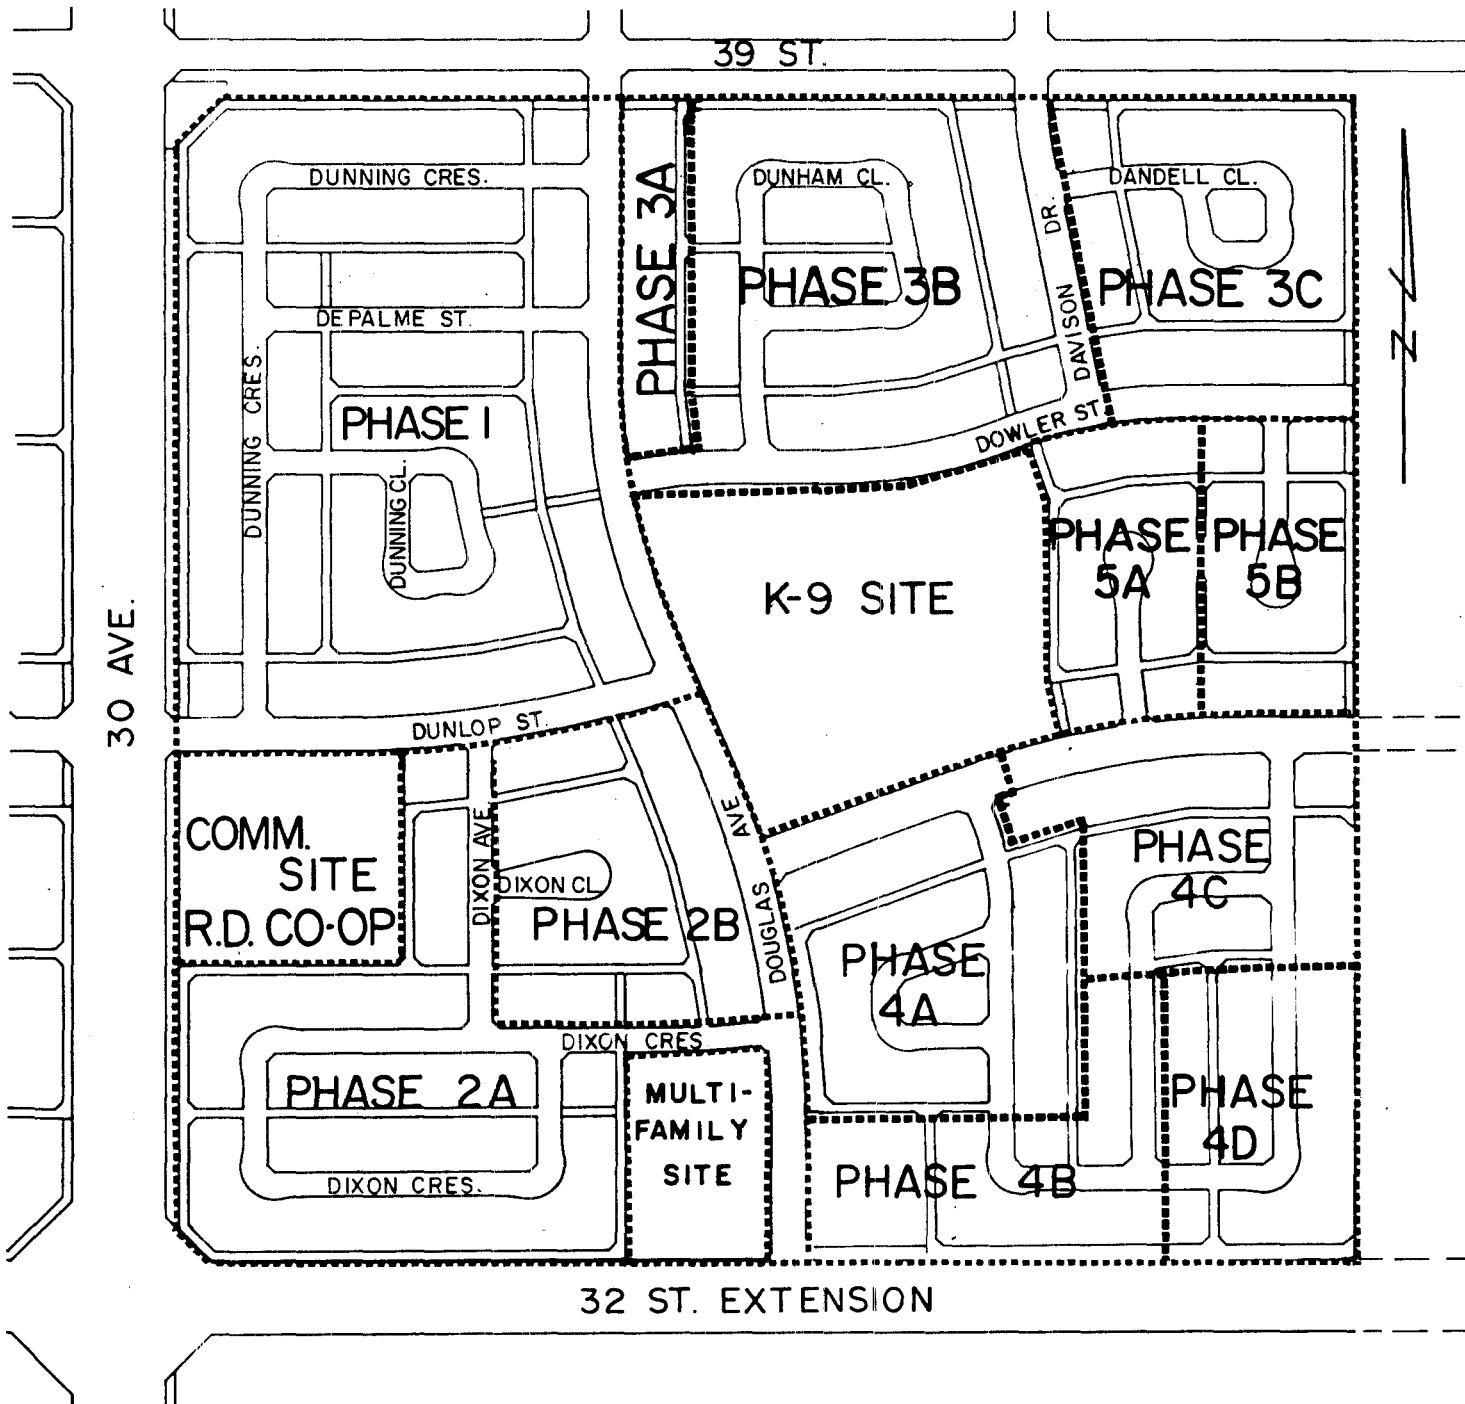 39 ST.
DUNNING CRES.
PHASE 3A
DUNHAM CL.
DANDELL CL.
DAVISON DR.
PHASE 3B
PHASE 3C
N
DEPALME ST.
DUNNING CRES.
PHASE 1
DOWLER ST
DUNNING CL.
PHASE
5A
PHASE
5B
K-9 SITE
30 AVE.
DUNLOP ST.
COMM.
SITE
R.D. CO-OP
DIXON AVE.
DIXON CL.
PHASE 2B
DOUGLAS AVE
PHASE
4C
PHASE
4A
DIXON CRES
PHASE 2A
MULTI-
FAMILY
SITE
PHASE
4D
PHASE 4B
DIXON CRES.
32 ST. EXTENSION